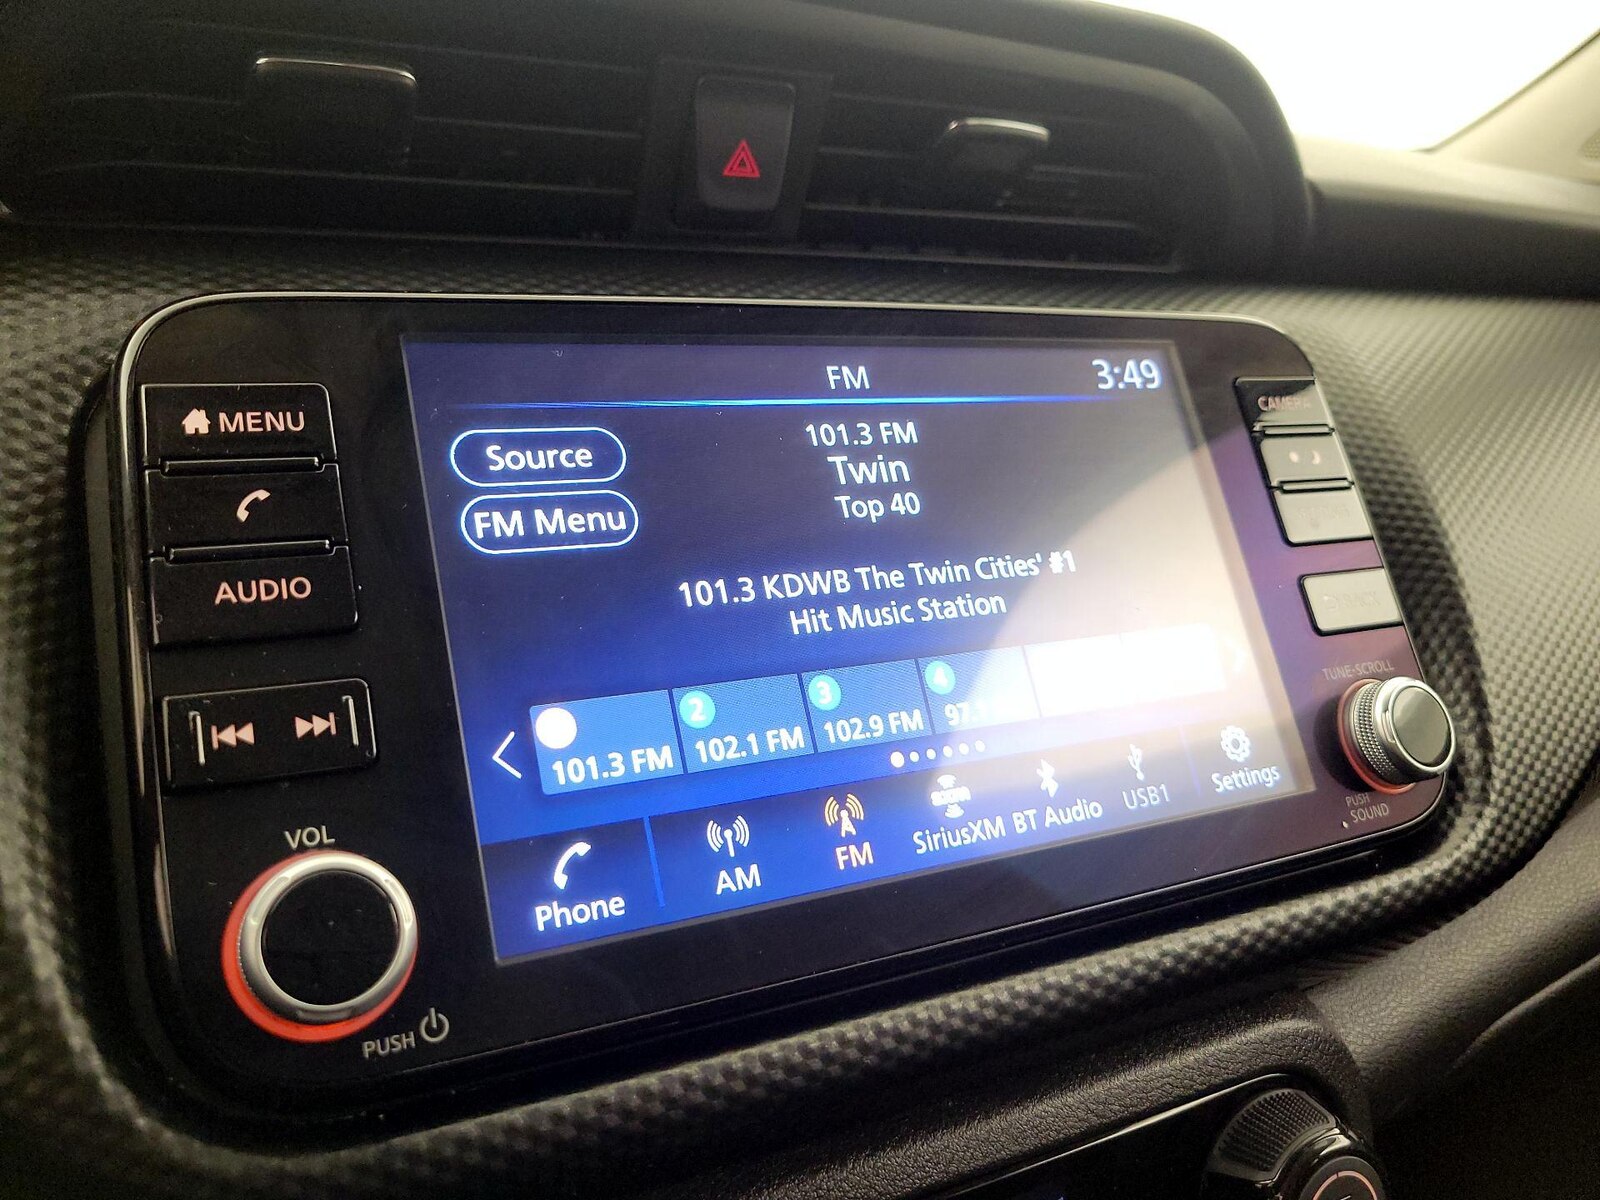 FM
3:49
CAMERA
MENU
AUDIO
VOL
PUSH
Source
FM Menu
101.3 FM
Twin
Top 40
101.3 KDWB The Twin Cities' #1
Hit Music Station
101.3 FM
2
102.1 FM
3
102.9 FM
4
97.
Phone
AM
FM
SiriusXM
BT Audio
USB1
Settings
TUNE-SCROLL
PUSH
SOUND